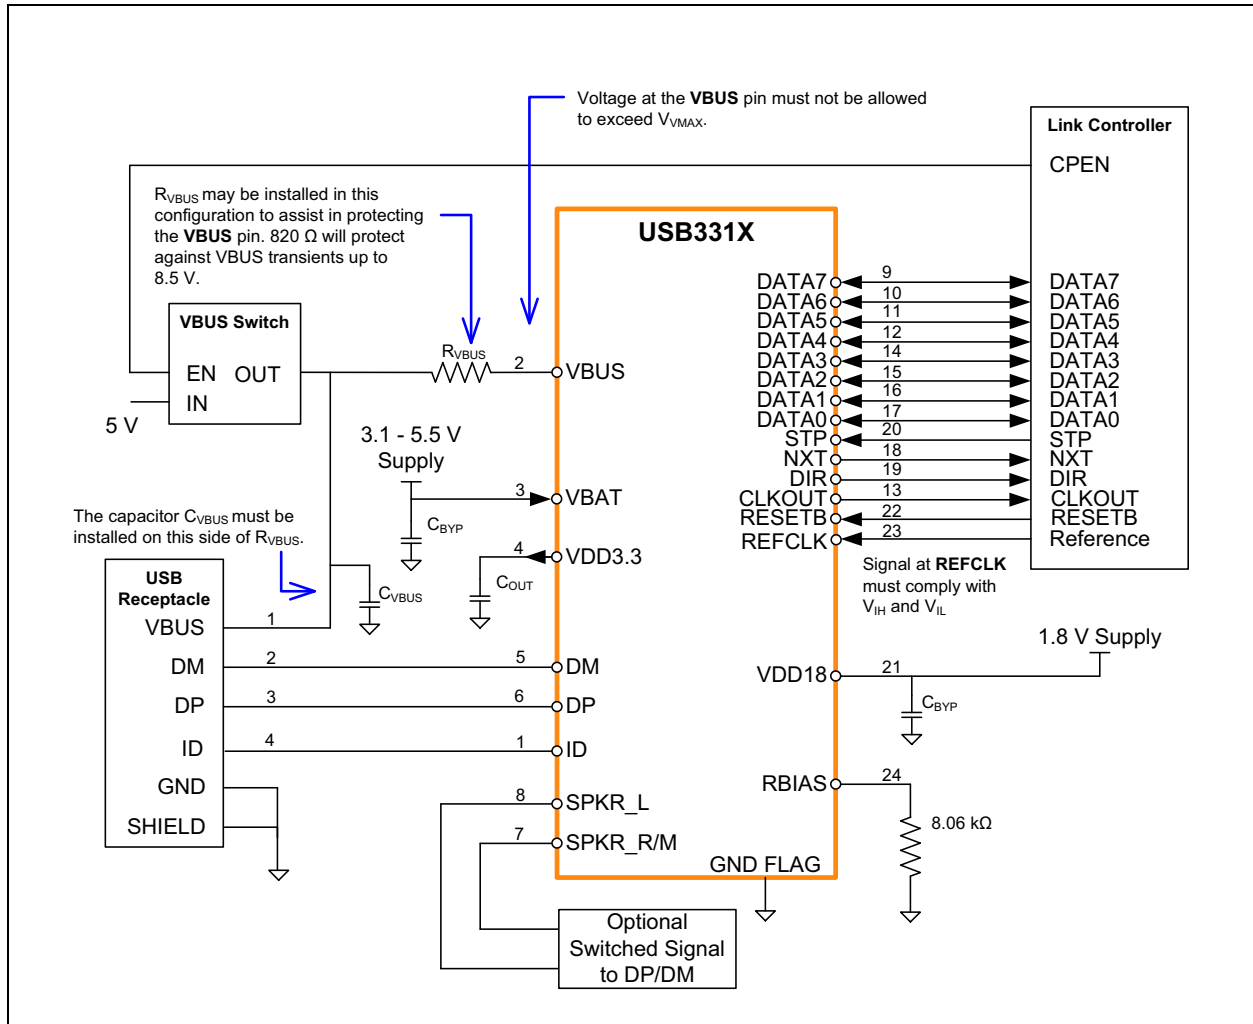 Voltage at the VBUS pin must not be allowed
to exceed VVMAX.
Link Controller
CPEN
RVBUS may be installed in this
configuration to assist in protecting
the VBUS pin. 820 Ω will protect
against VBUS transients up to
8.5 V.
USB331X
VBUS Switch
EN OUT
IN
5 V
RVBUS
2
VBUS
3.1 - 5.5 V
Supply
3
VBAT
CBYP
4
VDD3.3
COUT
The capacitor CVBUS must be
installed on this side of RVBUS.
CVBUS
USB
Receptacle
VBUS 1
DM 2
5 DM
DP 3
6 DP
ID 4
1 ID
GND
SHIELD
8 SPKR_L
7 SPKR_R/M
GND FLAG
Optional
Switched Signal
to DP/DM
DATA7 9 DATA7
DATA6 10 DATA6
DATA5 11 DATA5
DATA4 12 DATA4
DATA3 14 DATA3
DATA2 15 DATA2
DATA1 16 DATA1
DATA0 17 DATA0
STP 20 STP
NXT 18 NXT
DIR 19 DIR
CLKOUT 13 CLKOUT
RESETB 22 RESETB
REFCLK 23 Reference
Signal at REFCLK
must comply with
VIH and VIL
1.8 V Supply
VDD18 21
CBYP
RBIAS 24
8.06 kΩ